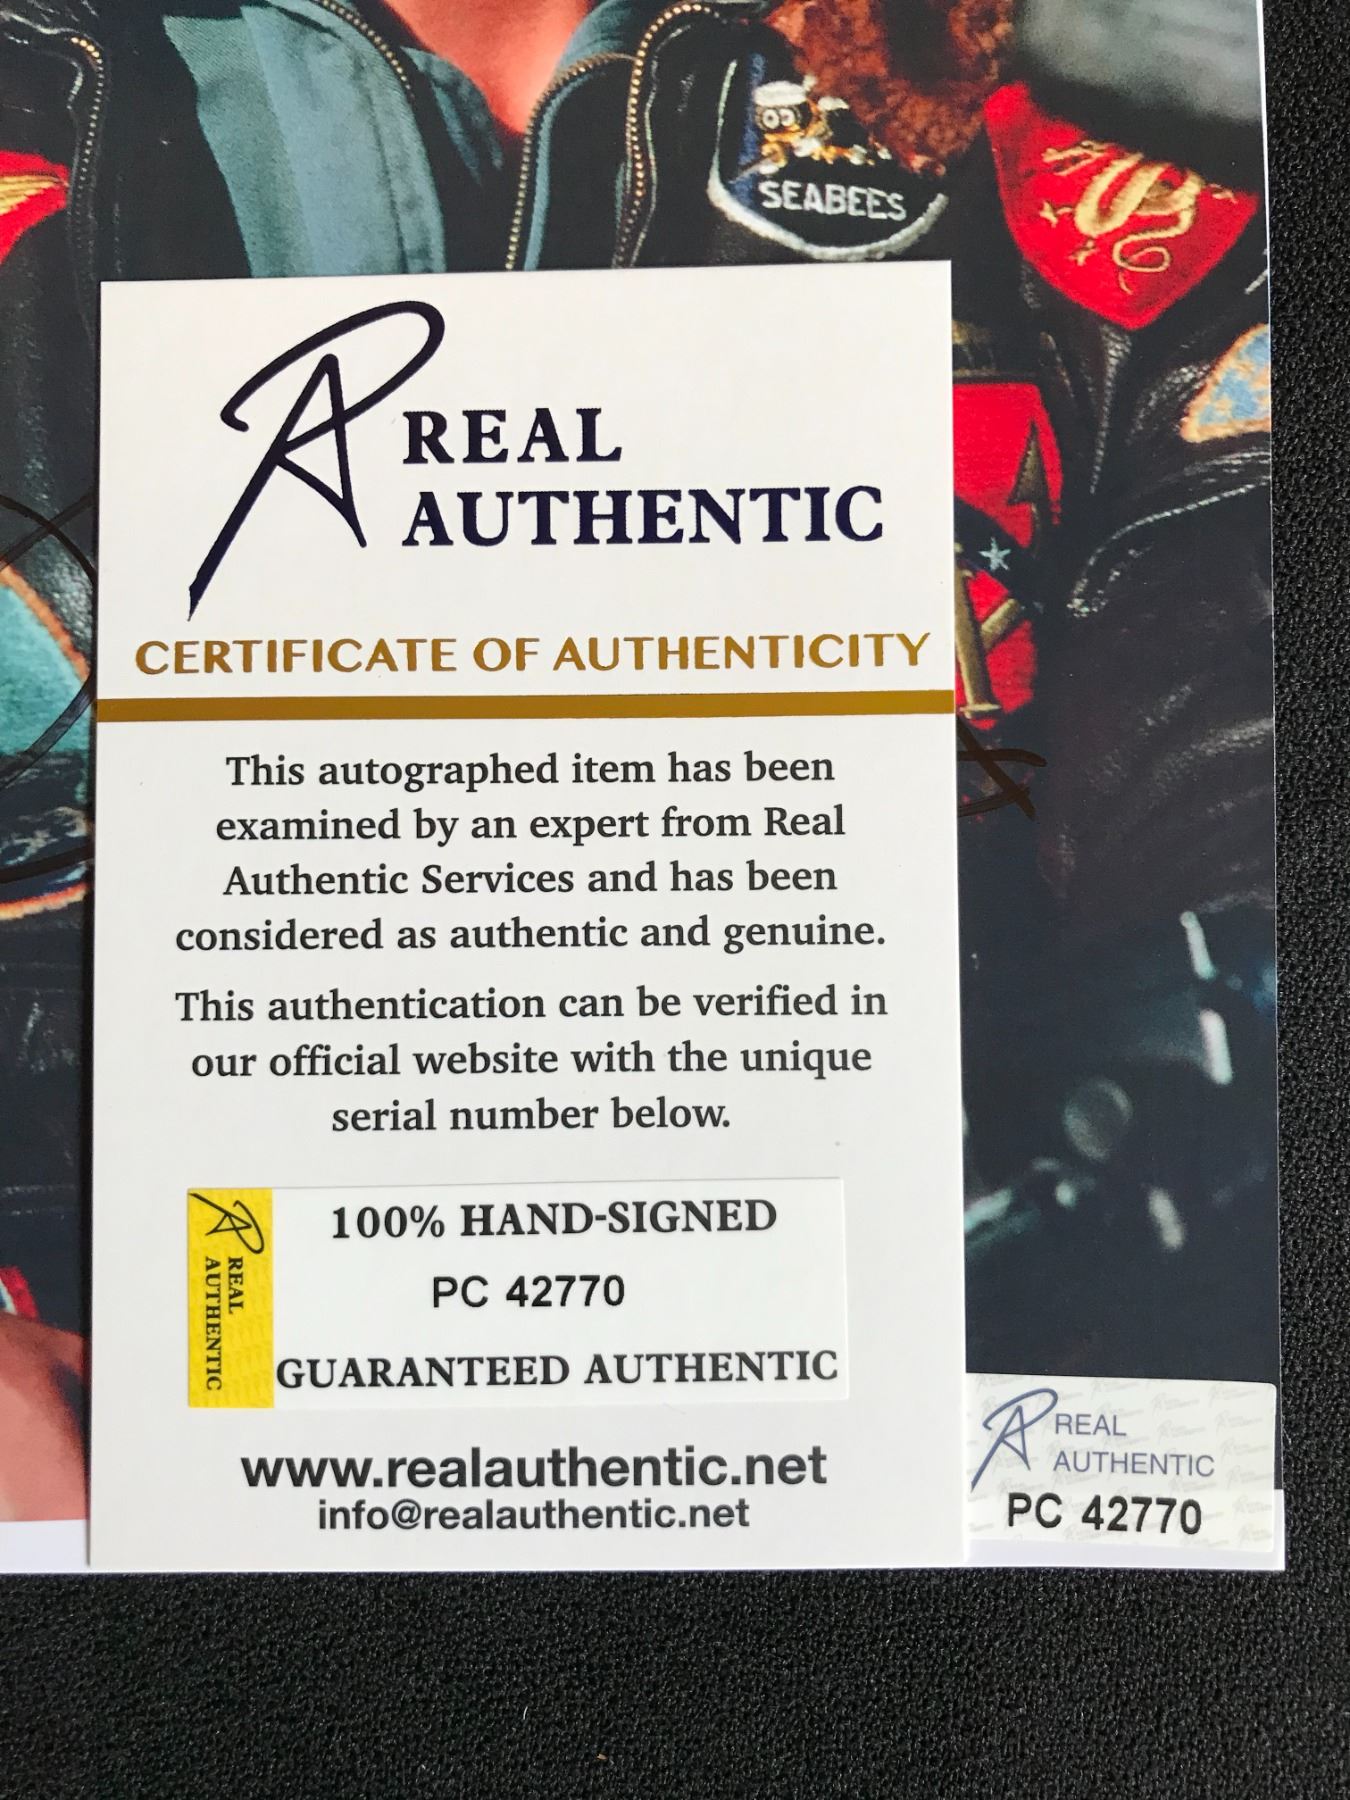 SEABEES
REAL
AUTHENTIC
CERTIFICATE OF AUTHENTICITY
This autographed item has been
examined by an expert from Real
Authentic Services and has been
considered as authentic and genuine.
This authentication can be verified in
our official website with the unique
serial number below.
REAL
AUTHENTIC
100% HAND-SIGNED
PC 42770
GUARANTEED AUTHENTIC
www.realauthentic.net
info@realauthentic.net
REAL
AUTHENTIC
PC 42770